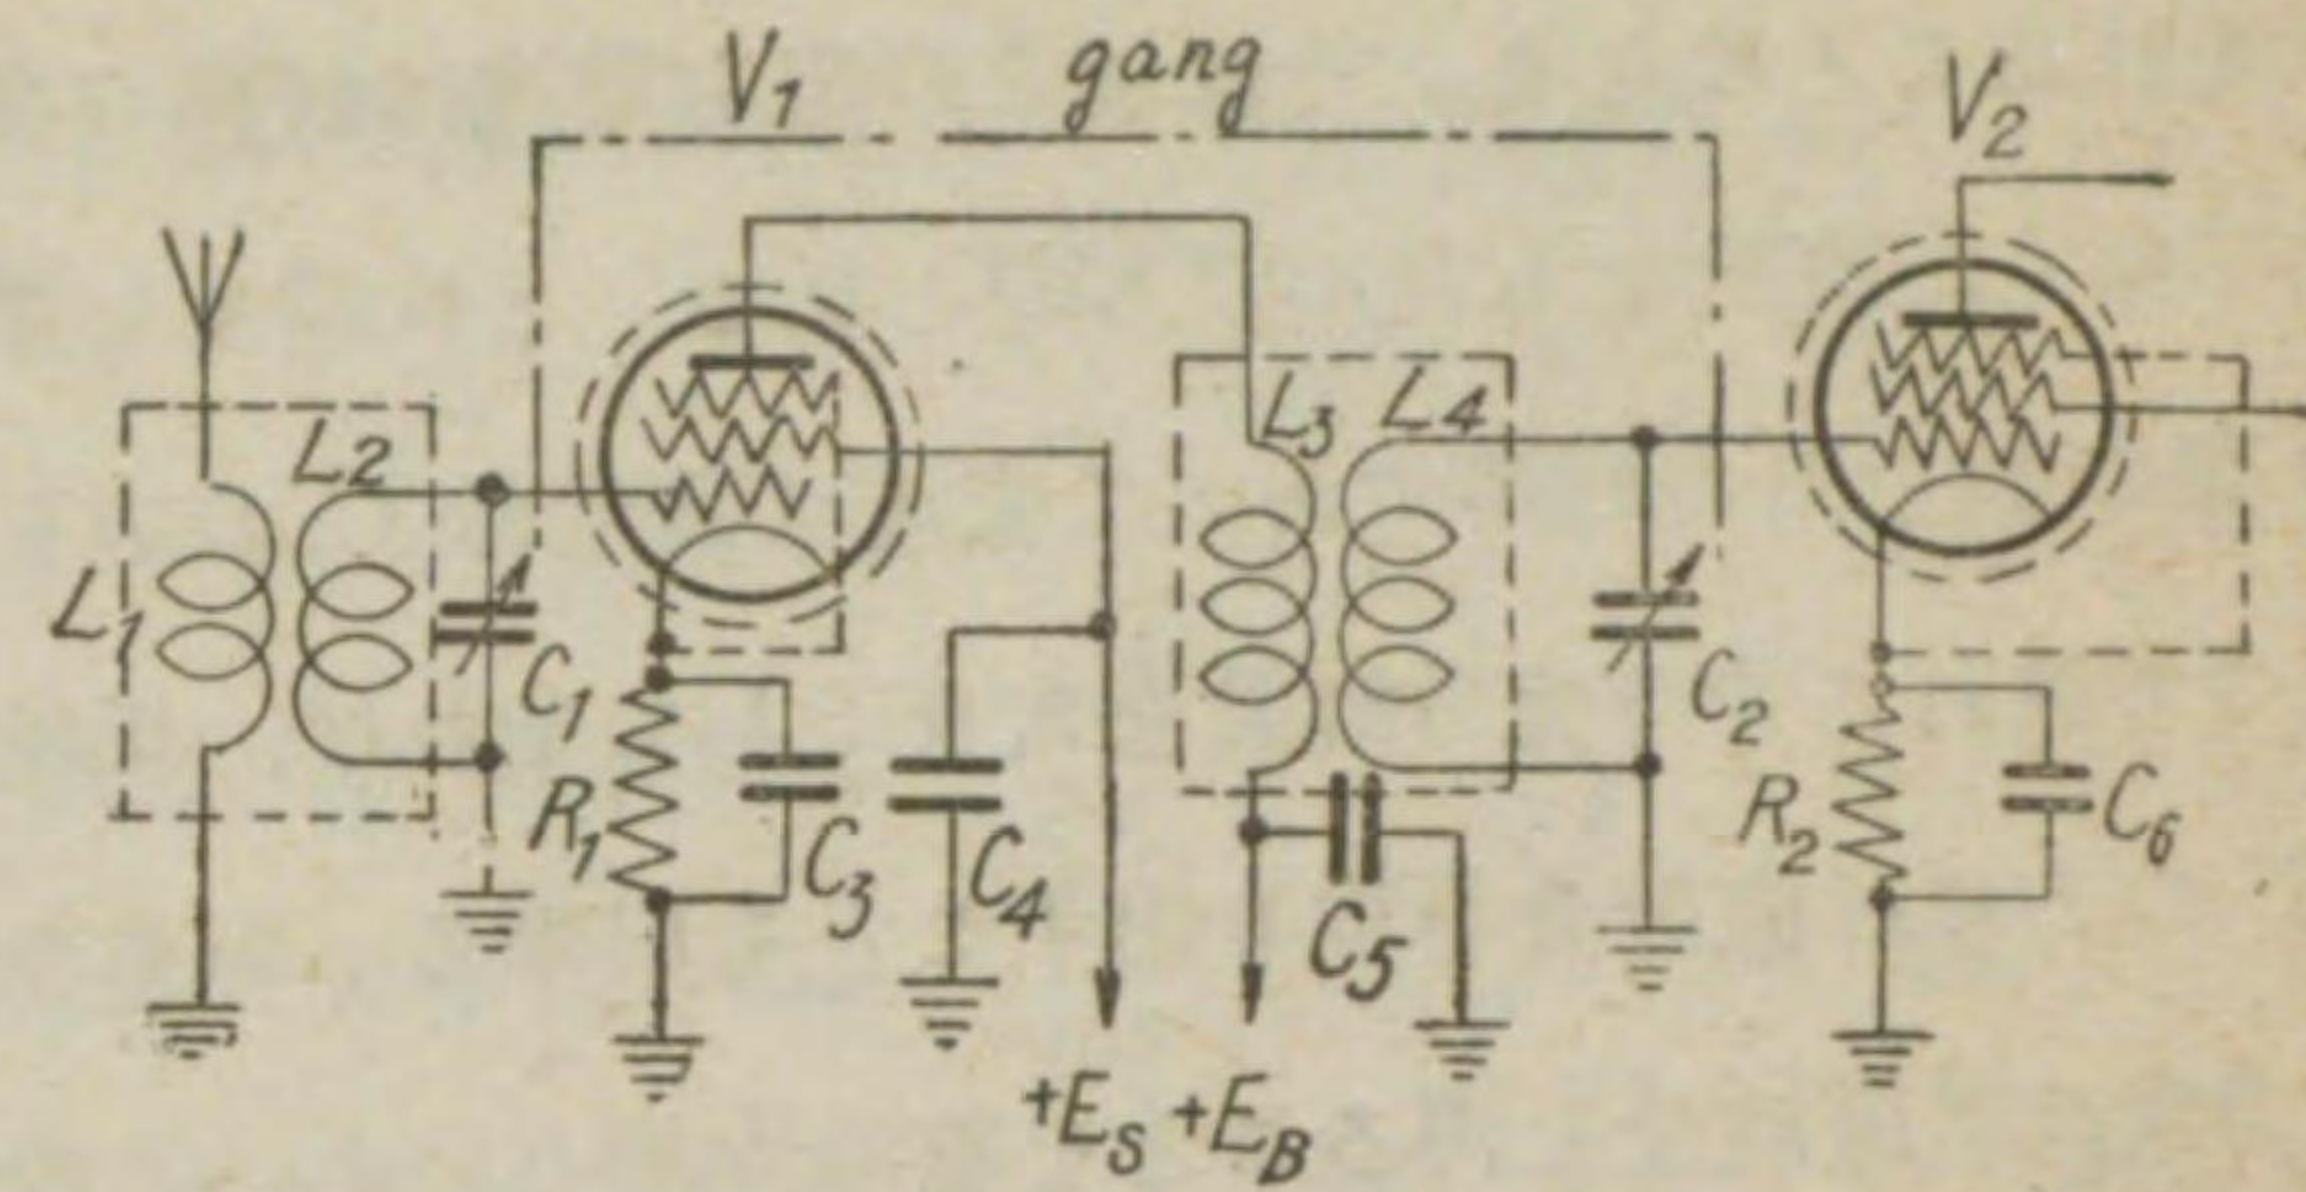 V1 gang V2
L3 L4
L2
L1
C1 C2
R1 C3 C4 R2 C6
C5
+ES +EB